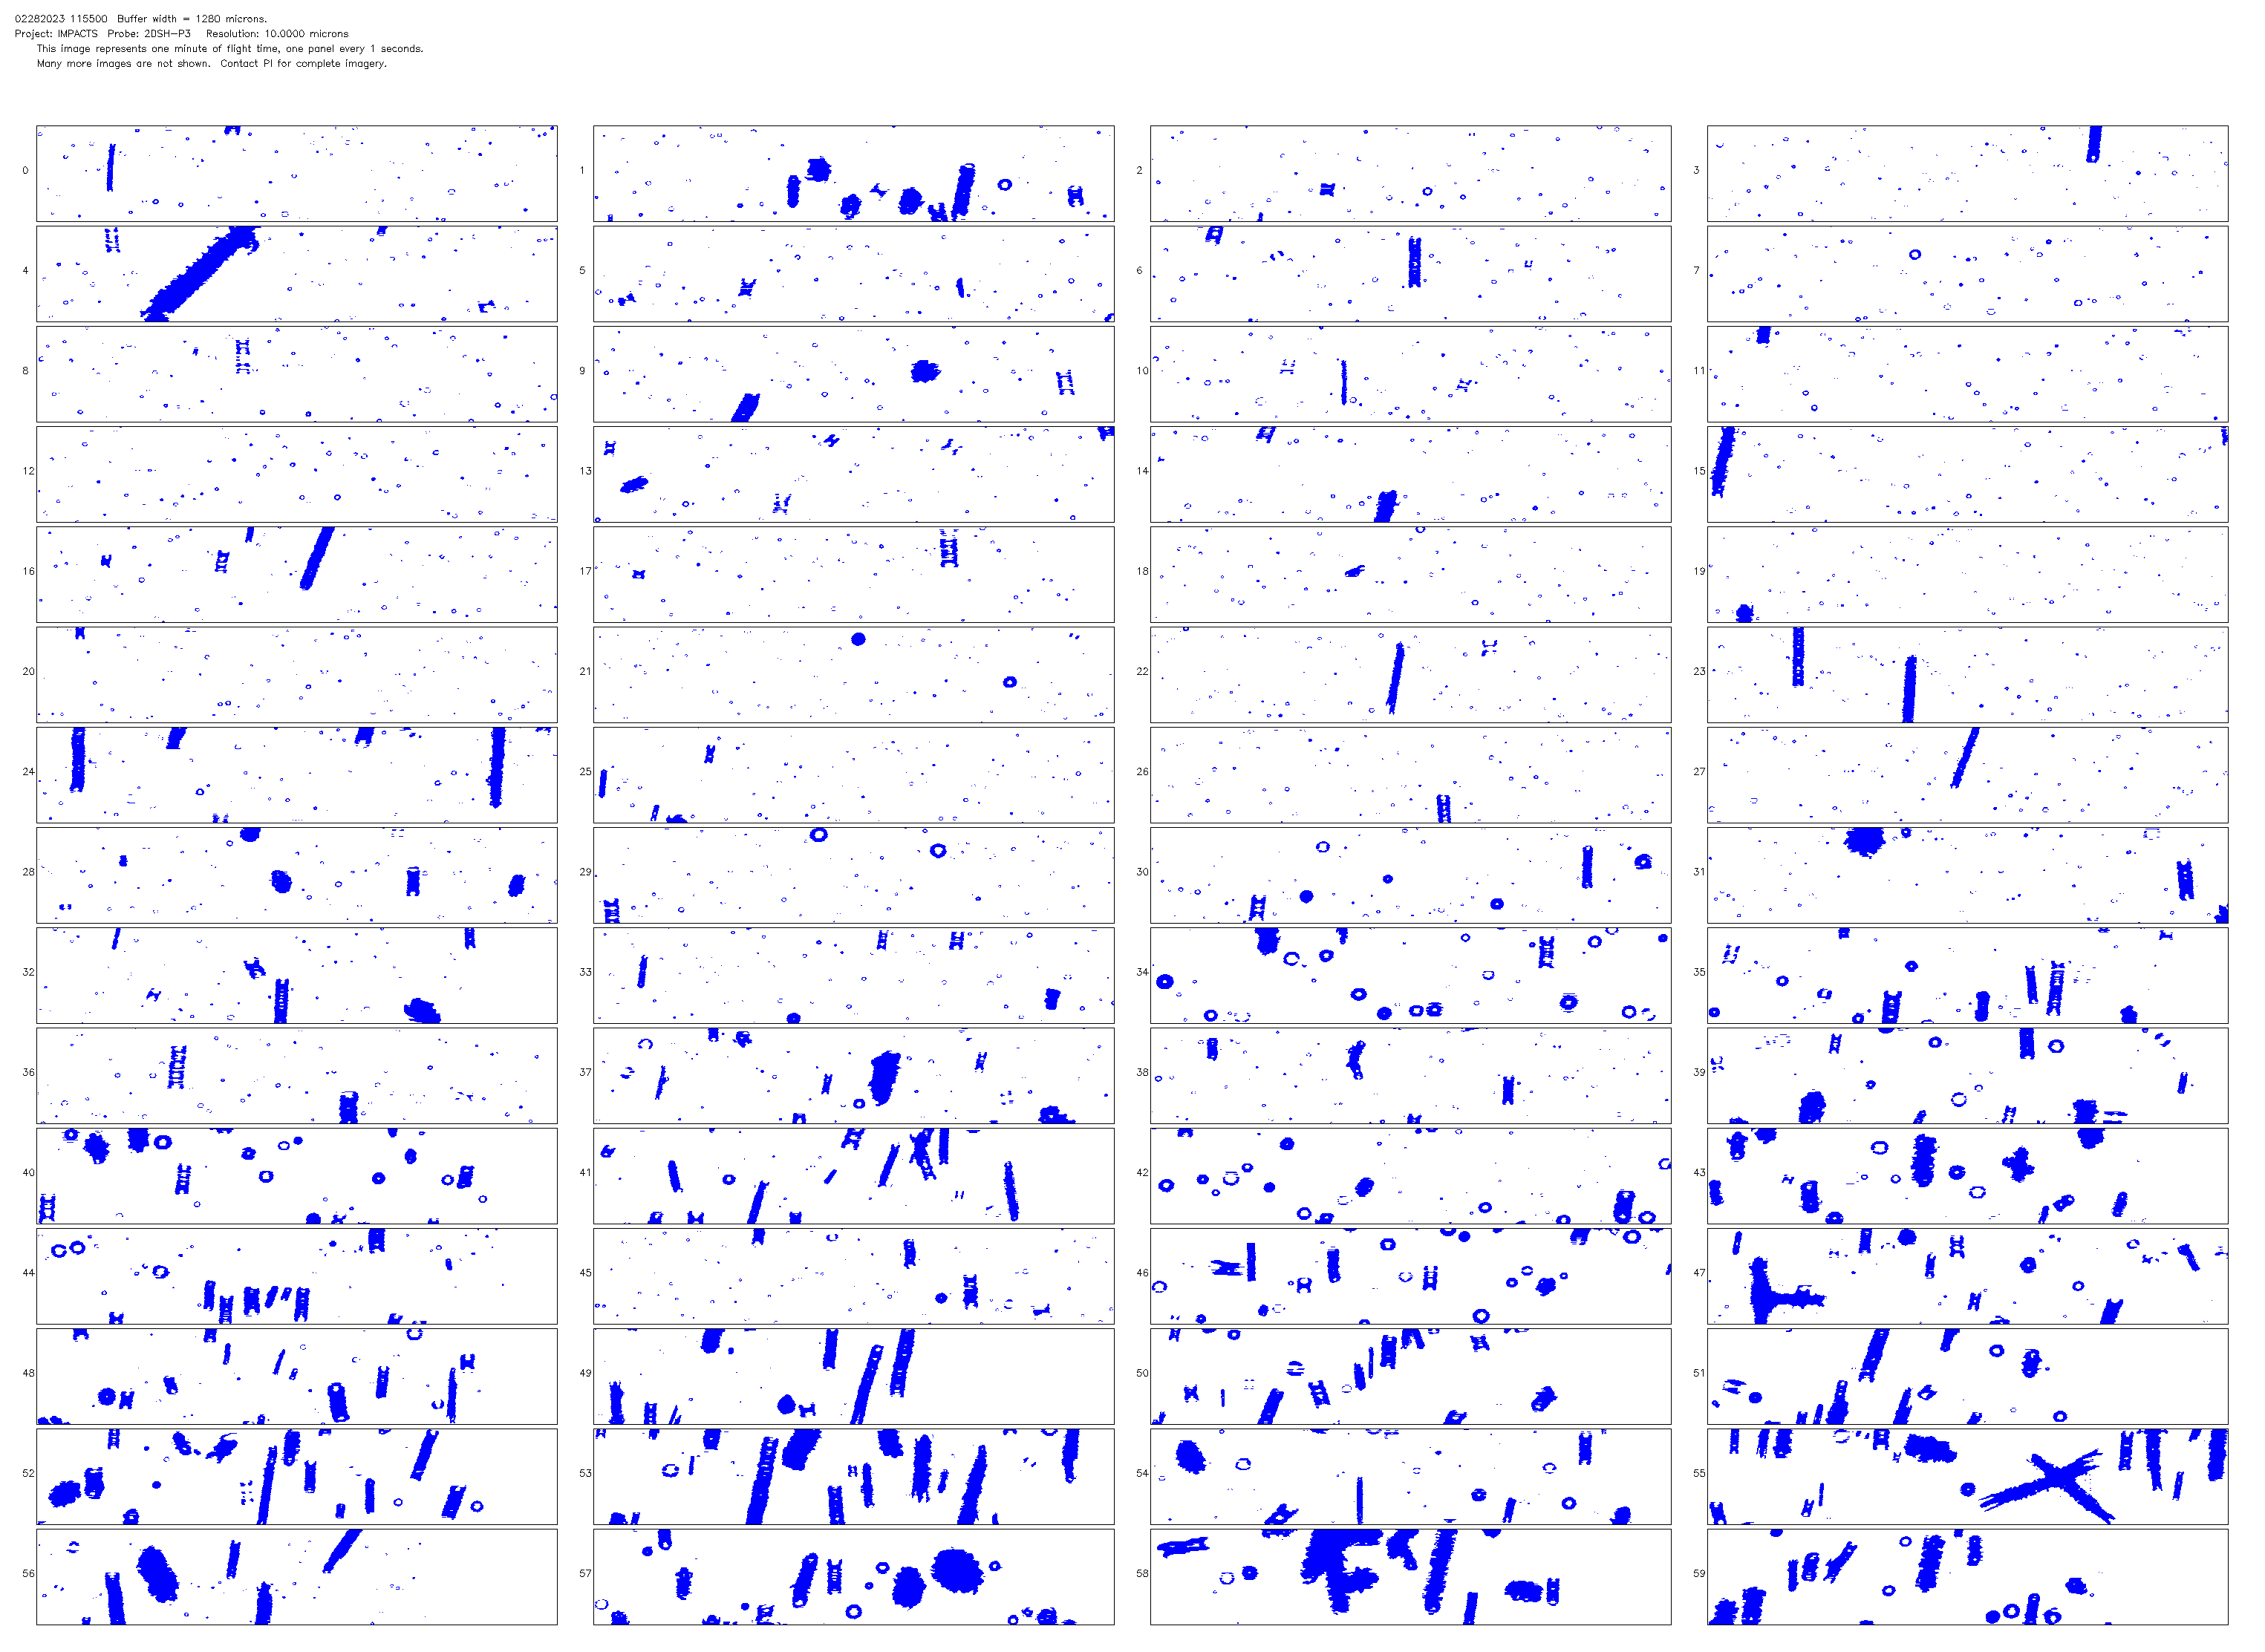 02282023 115500  Buffer width = 1280 microns.
Project: IMPACTS  Probe: 2DSH-P3    Resolution: 10.0000 microns
This image represents one minute of flight time, one panel every 1 seconds.
Many more images are not shown.  Contact PI for complete imagery.
0 1 2 3
4 5 6 7
8 9 10 11
12 13 14 15
16 17 18 19
20 21 22 23
24 25 26 27
28 29 30 31
32 33 34 35
36 37 38 39
40 41 42 43
44 45 46 47
48 49 50 51
52 53 54 55
56 57 58 59